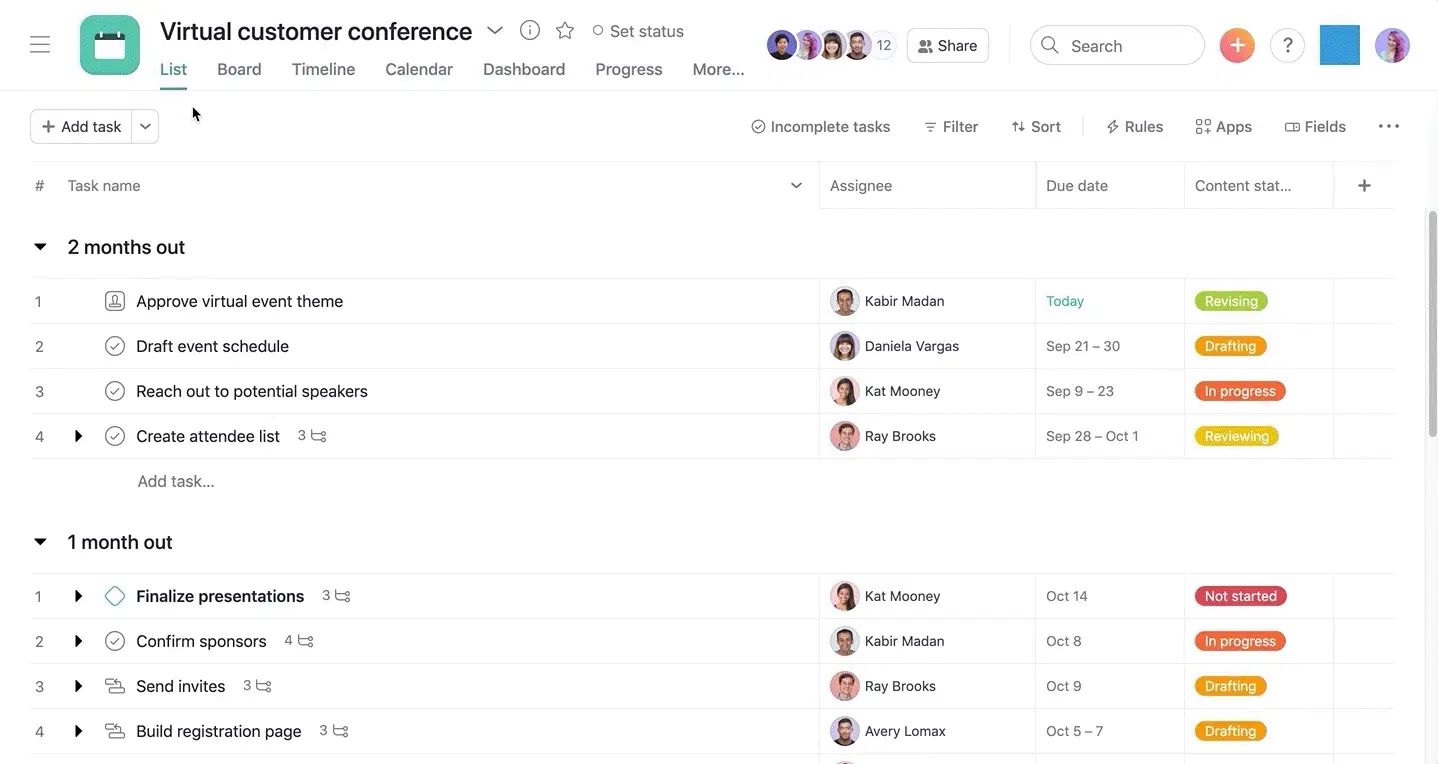 Virtual customer conference
Set status
12
Share
Search
?
List Board Timeline Calendar Dashboard Progress More...
+ Add task
Incomplete tasks Filter Sort Rules Apps Fields
# Task name Assignee Due date Content stat...
2 months out
1 Approve virtual event theme Kabir Madan Today Revising
2 Draft event schedule Daniela Vargas Sep 21 – 30 Drafting
3 Reach out to potential speakers Kat Mooney Sep 9 – 23 In progress
4 Create attendee list 3 Ray Brooks Sep 28 – Oct 1 Reviewing
Add task...
1 month out
1 Finalize presentations 3 Kat Mooney Oct 14 Not started
2 Confirm sponsors 4 Kabir Madan Oct 8 In progress
3 Send invites 3 Ray Brooks Oct 9 Drafting
4 Build registration page 3 Avery Lomax Oct 5 – 7 Drafting